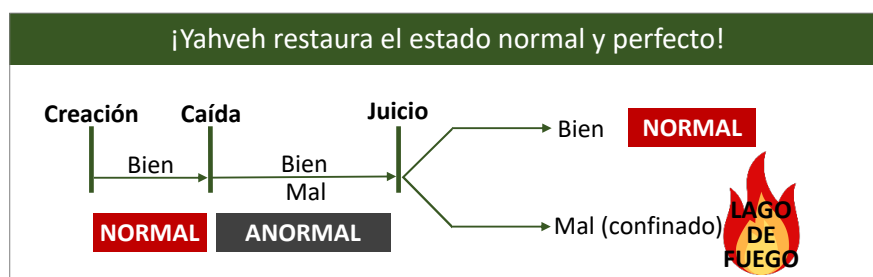 ¡Yahveh restaura el estado normal y perfecto!
Creación
Caída
Juicio
Bien
Bien
Mal
Bien
NORMAL
Mal (confinado)
LAGO
DE
FUEGO
NORMAL
ANORMAL